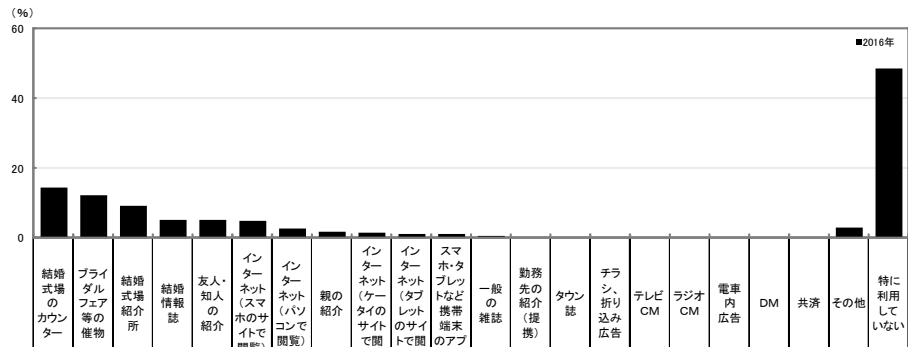 (%)
60
40
20
0
■2016年
結婚
式場
の
カウン
ター
ブライ
ダル
フェア
等の
催物
結婚
式場
紹介
所
結婚
情報
誌
友人・
知人
の
紹介
イン
ター
ネット
(スマ
ホのサ
イトで
閲覧)
イン
ター
ネット
(パソ
コンで
閲覧)
親の
紹介
イン
ター
ネット
(ケー
タイの
サイト
で閲
イン
ター
ネット
(タブ
レット
のサイ
トで閲
スマ
ホ・タ
ブレッ
トなど
携帯
端末
のアプ
一般
の
雑誌
勤務
先の
紹介
(提
携)
タウン
誌
チラ
シ、折
り込み
広告
テレビ
CM
ラジオ
CM
電車
内
広告
DM
共済
その他
特に
利用
して
いない